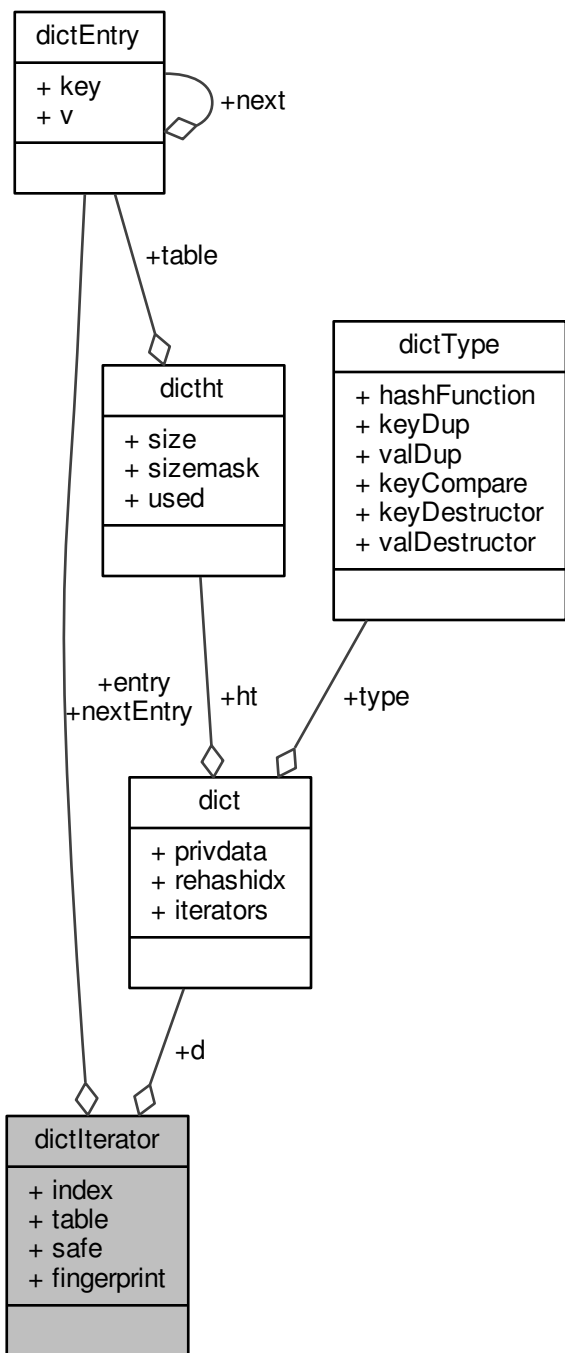 dictEntry
+ key
+ v
+next
+table
dictType
+ hashFunction
+ keyDup
+ valDup
+ keyCompare
+ keyDestructor
+ valDestructor
dictht
+ size
+ sizemask
+ used
+entry
+nextEntry
+ht
+type
dict
+ privdata
+ rehashidx
+ iterators
+d
dictIterator
+ index
+ table
+ safe
+ fingerprint